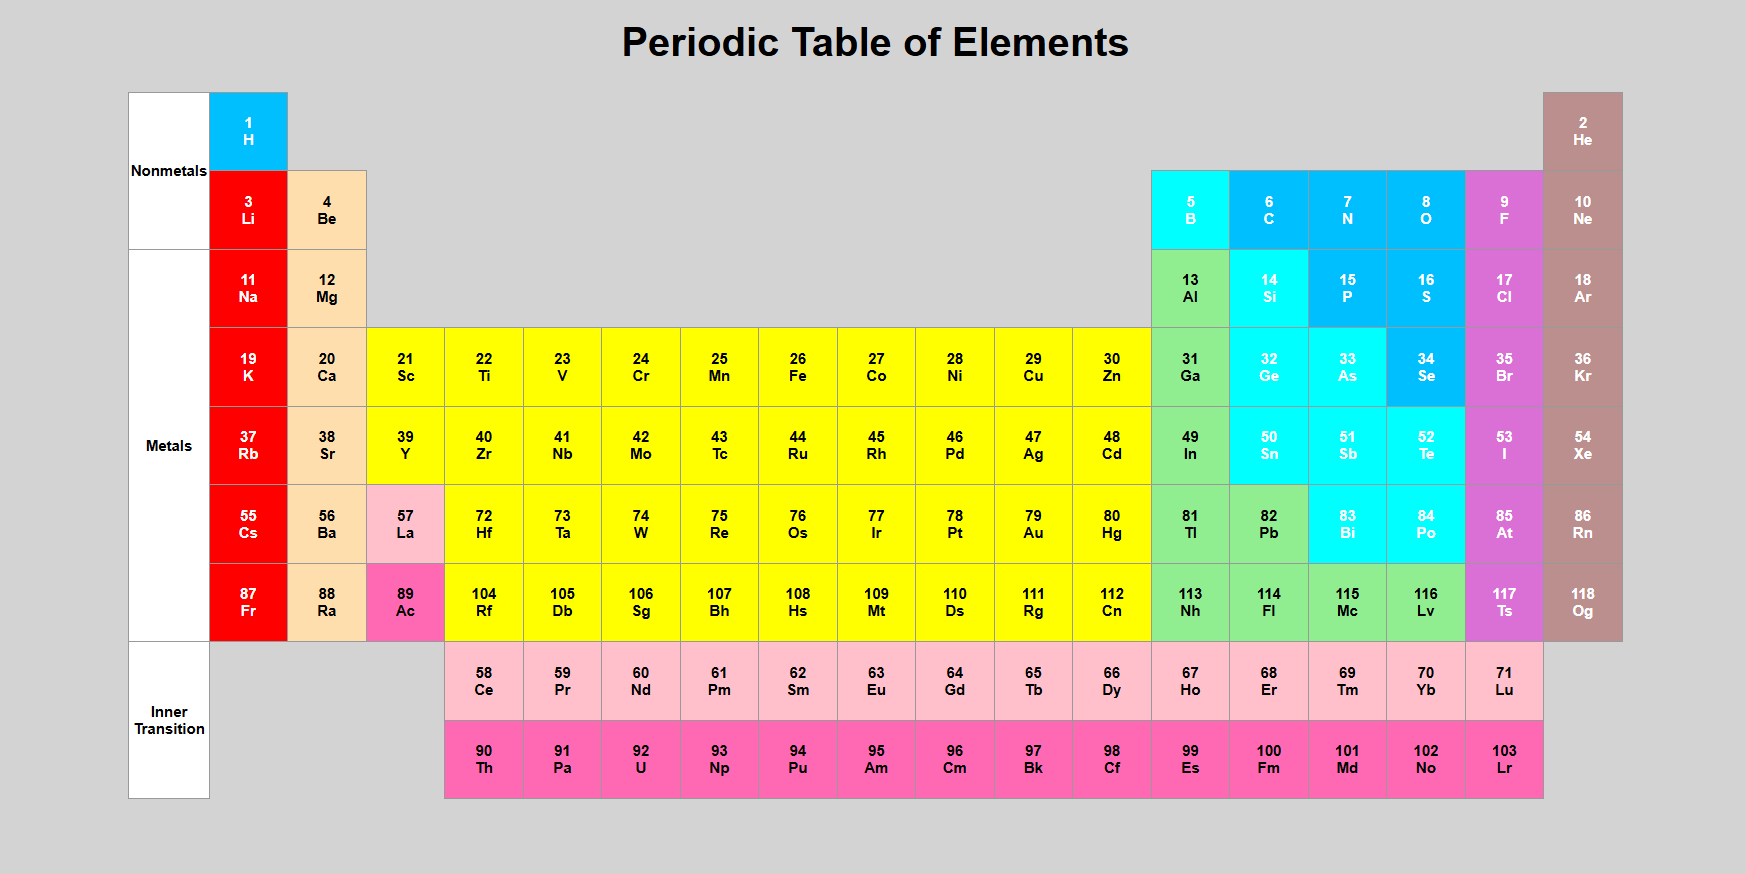 Periodic Table of Elements
Nonmetals
1
H
2
He
3
Li
4
Be
5
B
6
C
7
N
8
O
9
F
10
Ne
Metals
11
Na
12
Mg
13
Al
14
Si
15
P
16
S
17
Cl
18
Ar
19
K
20
Ca
21
Sc
22
Ti
23
V
24
Cr
25
Mn
26
Fe
27
Co
28
Ni
29
Cu
30
Zn
31
Ga
32
Ge
33
As
34
Se
35
Br
36
Kr
37
Rb
38
Sr
39
Y
40
Zr
41
Nb
42
Mo
43
Tc
44
Ru
45
Rh
46
Pd
47
Ag
48
Cd
49
In
50
Sn
51
Sb
52
Te
53
I
54
Xe
55
Cs
56
Ba
57
La
72
Hf
73
Ta
74
W
75
Re
76
Os
77
Ir
78
Pt
79
Au
80
Hg
81
Tl
82
Pb
83
Bi
84
Po
85
At
86
Rn
87
Fr
88
Ra
89
Ac
104
Rf
105
Db
106
Sg
107
Bh
108
Hs
109
Mt
110
Ds
111
Rg
112
Cn
113
Nh
114
Fl
115
Mc
116
Lv
117
Ts
118
Og
Inner
Transition
58
Ce
59
Pr
60
Nd
61
Pm
62
Sm
63
Eu
64
Gd
65
Tb
66
Dy
67
Ho
68
Er
69
Tm
70
Yb
71
Lu
90
Th
91
Pa
92
U
93
Np
94
Pu
95
Am
96
Cm
97
Bk
98
Cf
99
Es
100
Fm
101
Md
102
No
103
Lr